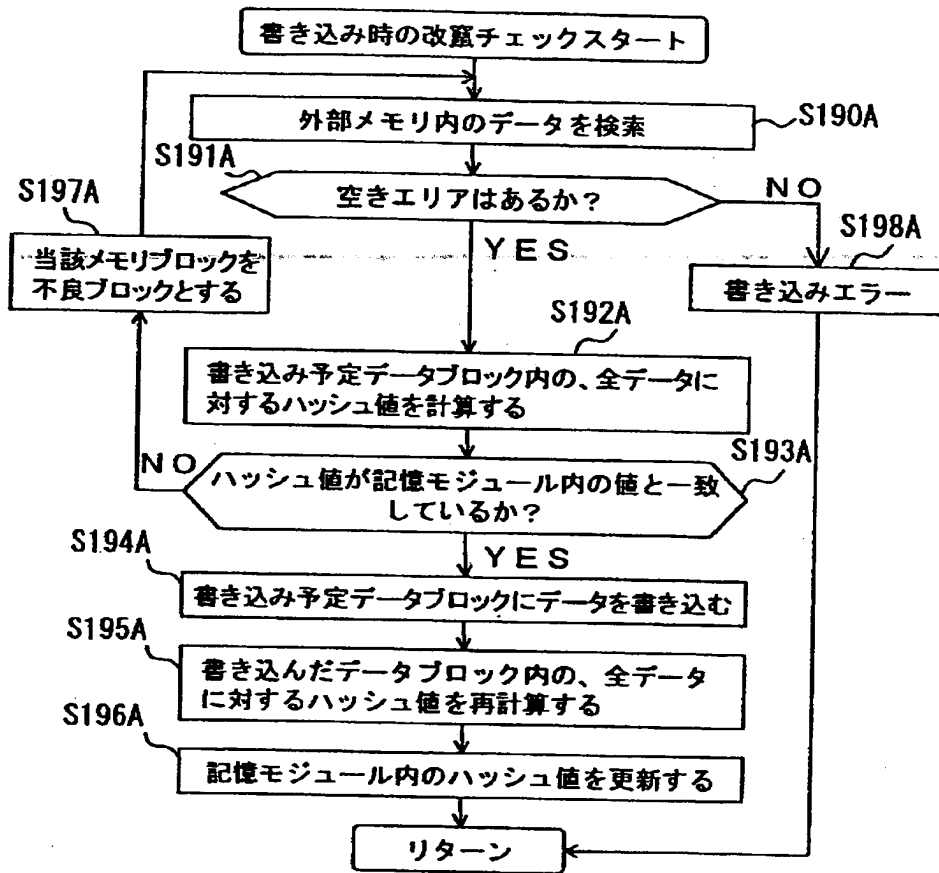 書き込み時の改竄チェックスタート
外部メモリ内のデータを検索
S190A
S191A
空きエリアはあるか?
NO
YES
S197A
当該メモリブロックを
不良ブロックとする
S198A
書き込みエラー
S192A
書き込み予定データブロック内の、全データに
対するハッシュ値を計算する
S193A
NO
ハッシュ値が記憶モジュール内の値と一致
しているか?
YES
S194A
書き込み予定データブロックにデータを書き込む
S195A
書き込んだデータブロック内の、全データ
に対するハッシュ値を再計算する
S196A
記憶モジュール内のハッシュ値を更新する
リターン